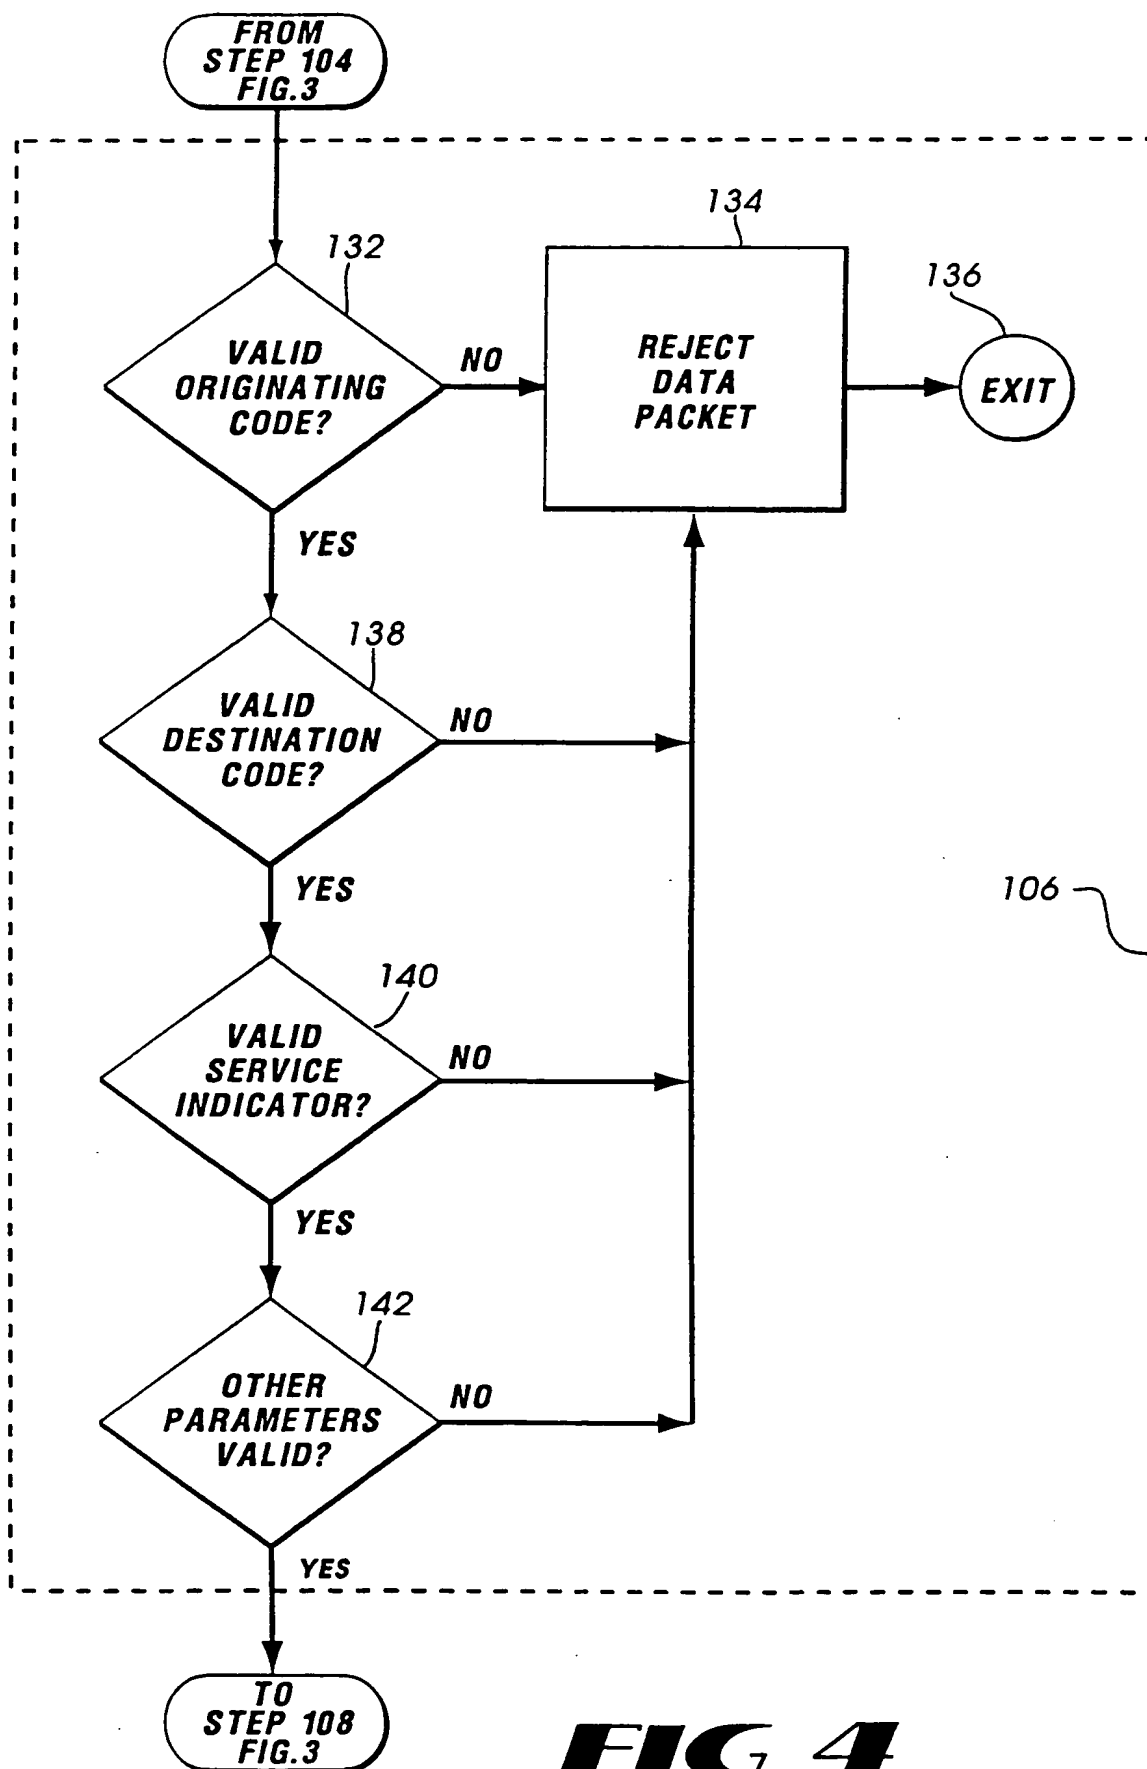 FROM
STEP 104
FIG.3
132
134
136
VALID
ORIGINATING
CODE?
NO
REJECT
DATA
PACKET
EXIT
YES
138
VALID
DESTINATION
CODE?
NO
YES
106
140
VALID
SERVICE
INDICATOR?
NO
YES
142
OTHER
PARAMETERS
VALID?
NO
YES
TO
STEP 108
FIG.3
FIG. 4